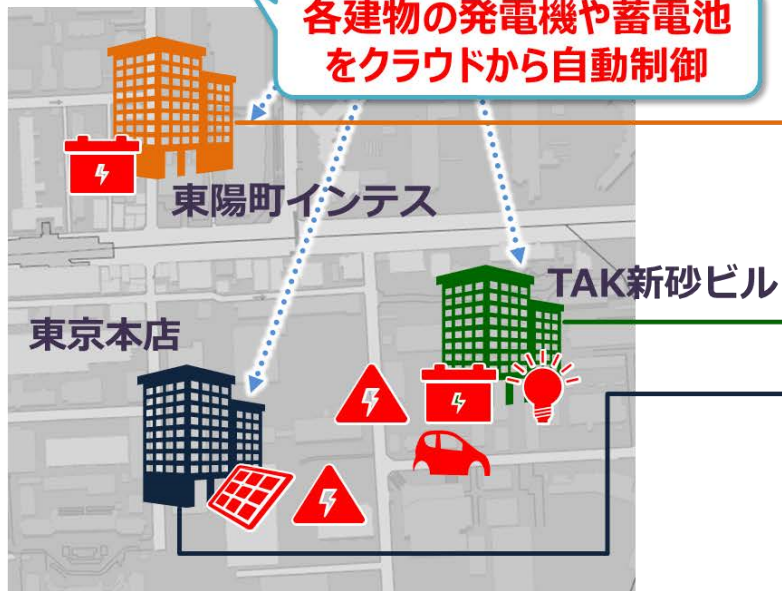 各建物の発電機や蓄電池
をクラウドから自動制御
東陽町インテス
TAK新砂ビル
東京本店